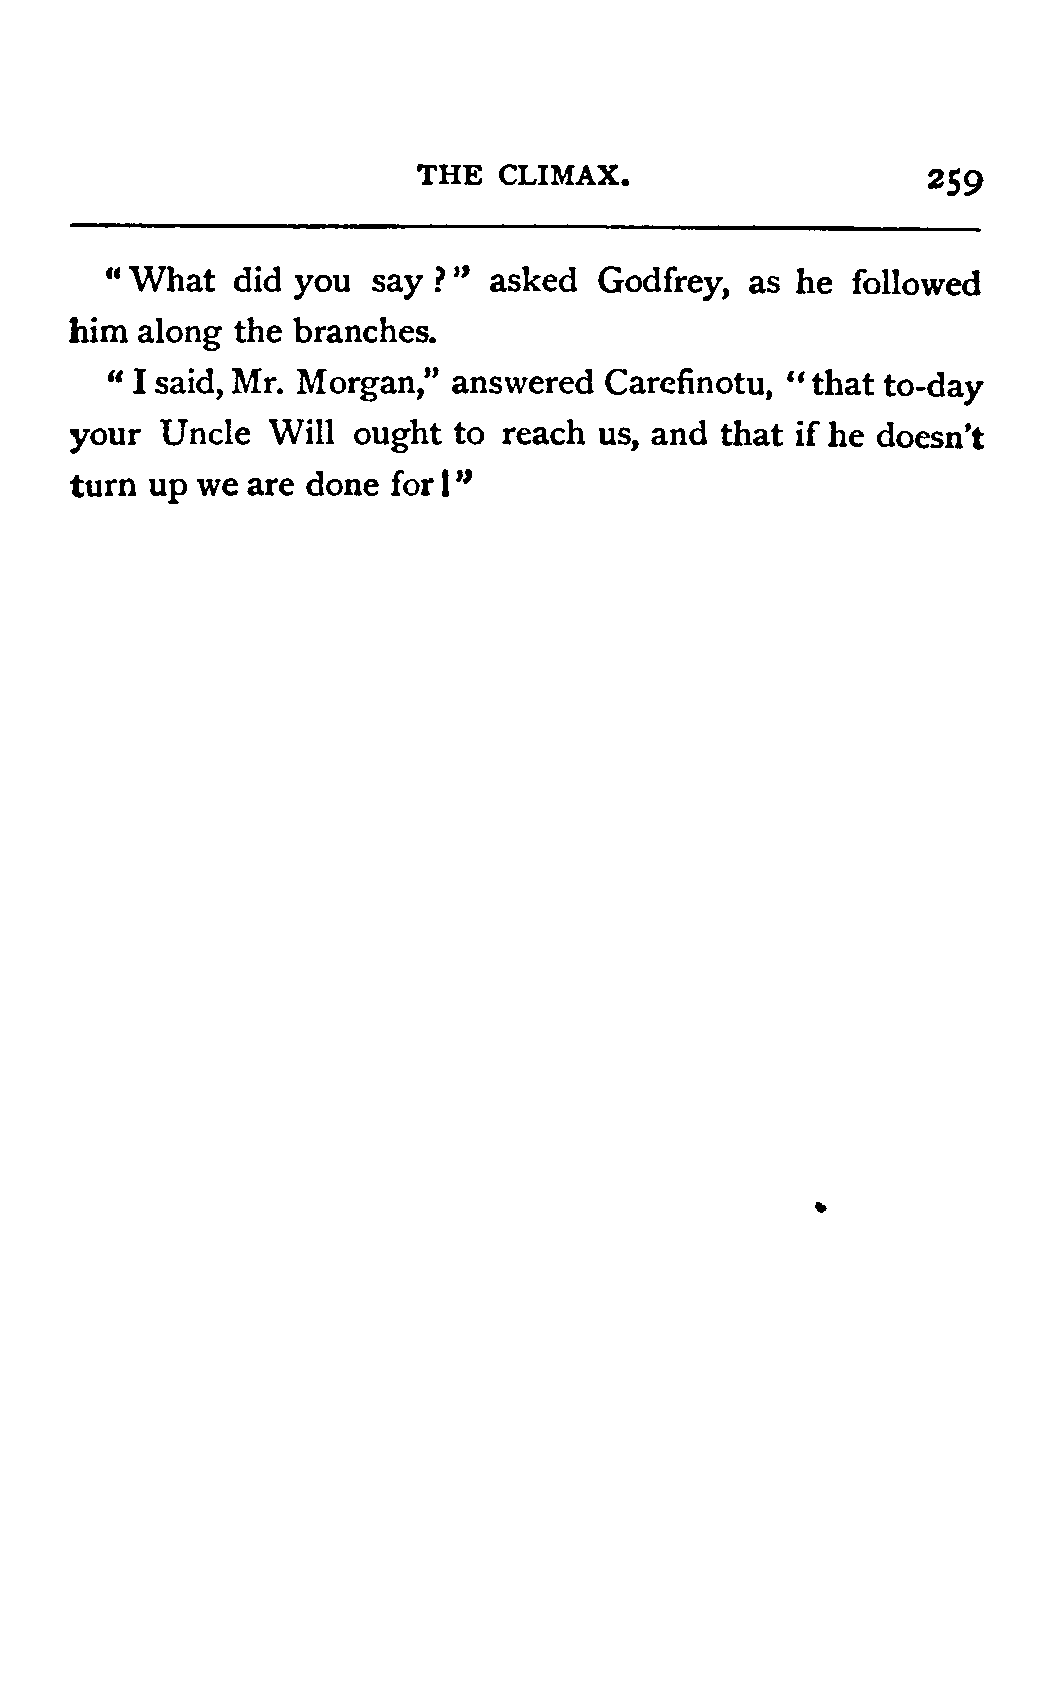 THE CLIMAX. 259
"What did you say?" asked Godfrey, as he followed
him along the branches.
"I said, Mr. Morgan," answered Carefinotu, "that to-day
your Uncle Will ought to reach us, and that if he doesn't
turn up we are done for!"